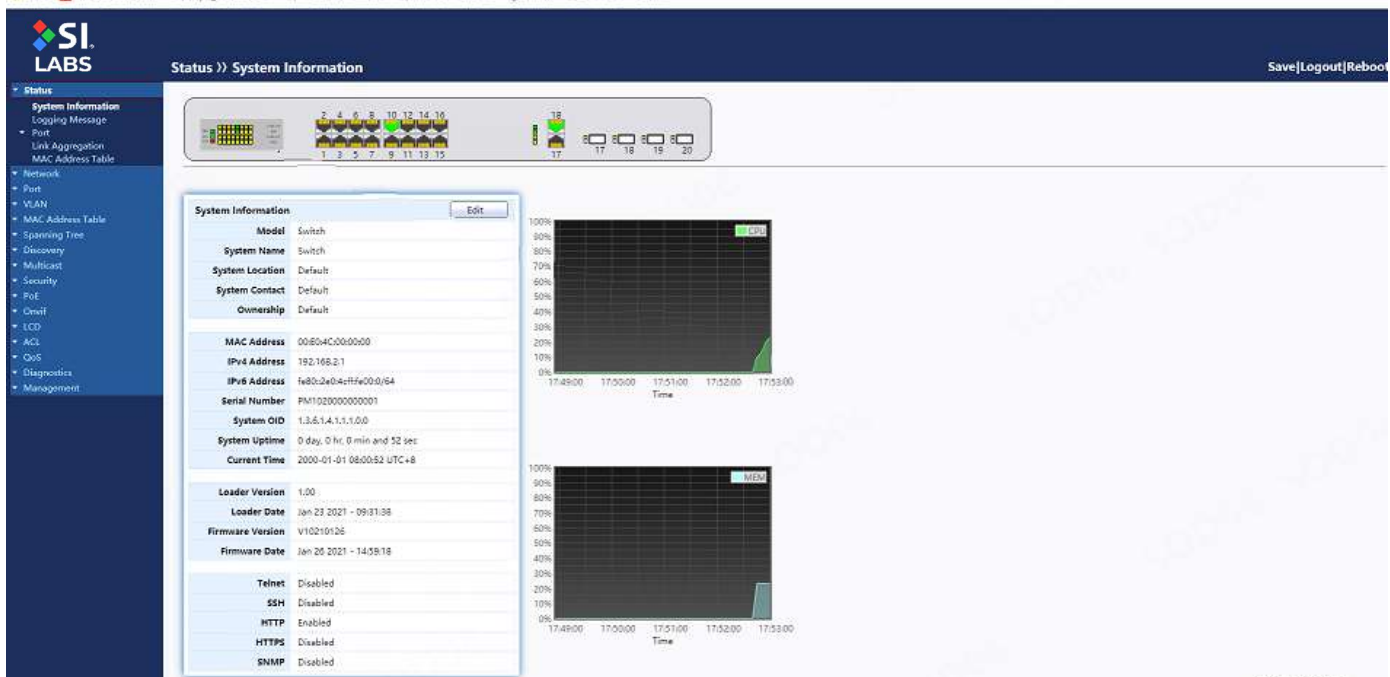 SI
LABS
Status 〉〉 System Information
Save|Logout|Reboot
Status
System Information
Logging Message
Port
Link Aggregation
MAC Address Table
Network
Port
VLAN
MAC Address Table
Spanning Tree
Discovery
Multicast
Security
PoE
Onvif
LCD
ACL
QoS
Diagnostics
Management
2 4 6 8 10 12 14 16
1 3 5 7 9 11 13 15
18
17
17 18 19 20
System Information Edit
Model Switch
System Name Switch
System Location Default
System Contact Default
Ownership Default
MAC Address 00:E0:4C:00:00:00
IPv4 Address 192.168.2.1
IPv6 Address fe80::2e0:4cff:fe00:0/64
Serial Number PM1020000000001
System OID 1.3.6.1.4.1.1.1.0.0
System Uptime 0 day, 0 hr, 0 min and 52 sec
Current Time 2000-01-01 08:00:52 UTC+8
Loader Version 1.00
Loader Date Jan 23 2021 - 09:31:38
Firmware Version V10210126
Firmware Date Jan 26 2021 - 14:59:18
Telnet Disabled
SSH Disabled
HTTP Enabled
HTTPS Disabled
SNMP Disabled
100%
90%
80%
70%
60%
50%
40%
30%
20%
10%
0%
CPU
17:49:00 17:50:00 17:51:00 17:52:00 17:53:00
Time
100%
90%
80%
70%
60%
50%
40%
30%
20%
10%
0%
MEM
17:49:00 17:50:00 17:51:00 17:52:00 17:53:00
Time